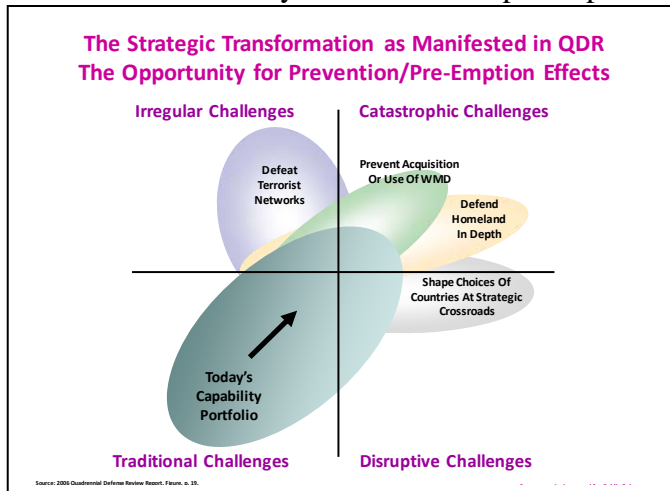 The Strategic Transformation as Manifested in QDR
The Opportunity for Prevention/Pre-Emption Effects
Irregular Challenges
Catastrophic Challenges
Defeat
Terrorist
Networks
Prevent Acquisition
Or Use Of WMD
Defend
Homeland
In Depth
Shape Choices Of
Countries At Strategic
Crossroads
Today's
Capability
Portfolio
Traditional Challenges
Disruptive Challenges
Source: 2006 Quadrennial Defense Review Report, Figure, p. 19.